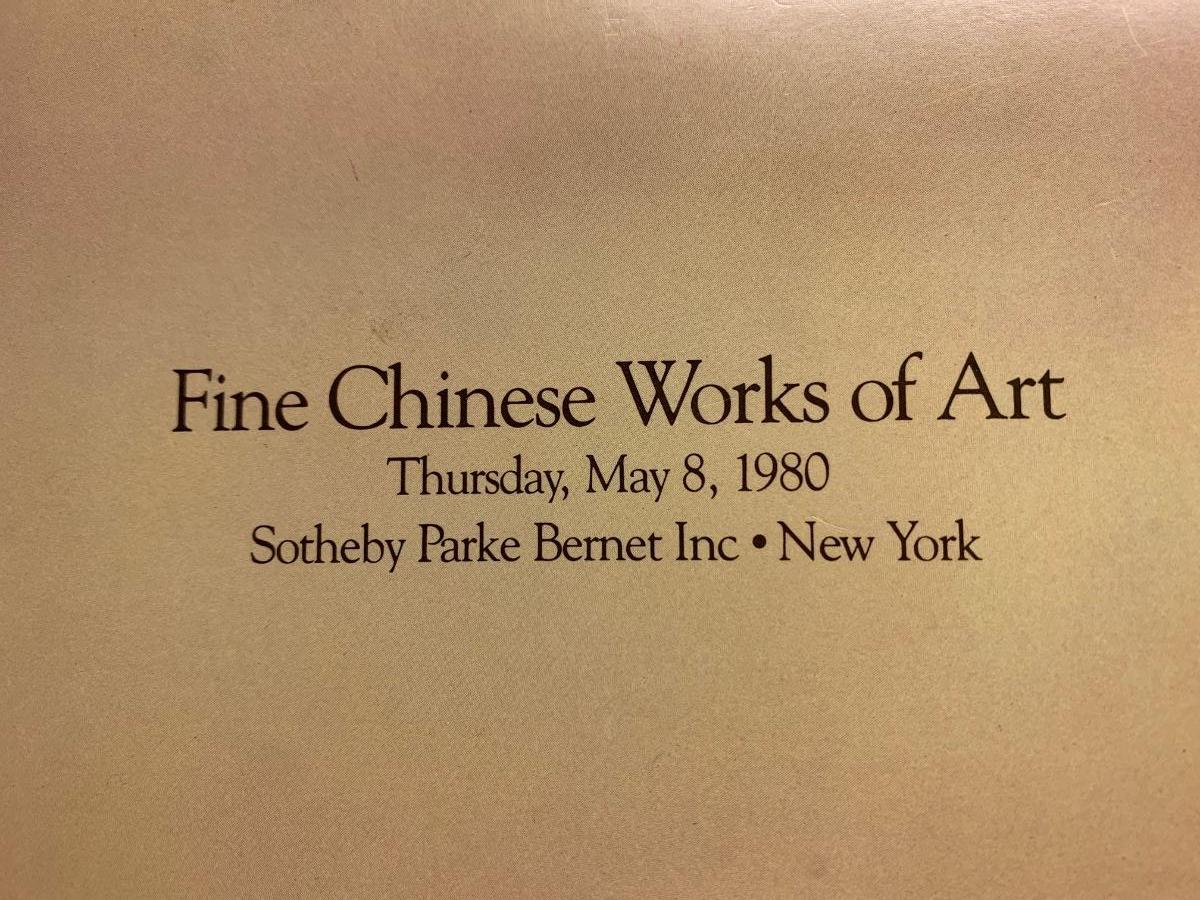 Fine Chinese Works of Art
Thursday, May 8, 1980
Sotheby Parke Bernet Inc • New York